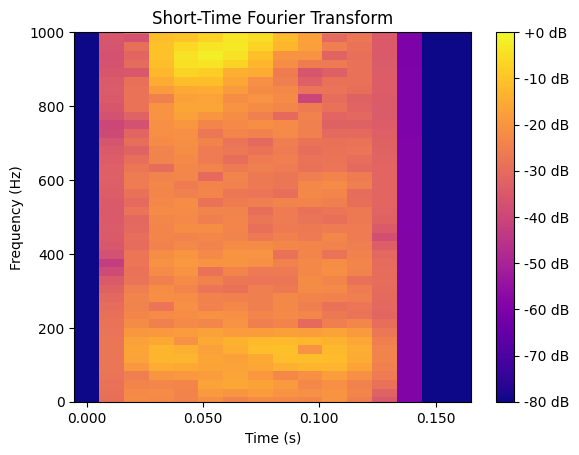 Short-Time Fourier Transform
Frequency (Hz)
1000
800
600
400
200
0
0.000
0.050
0.100
0.150
Time (s)
+0 dB
-10 dB
-20 dB
-30 dB
-40 dB
-50 dB
-60 dB
-70 dB
-80 dB